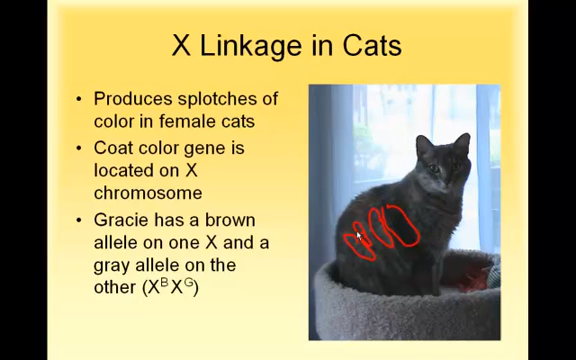 X Linkage in Cats
• Produces splotches of
color in female cats
• Coat color gene is
located on X
chromosome
• Gracie has a brown
allele on one X and a
gray allele on the
other (XᴮXᴳ)